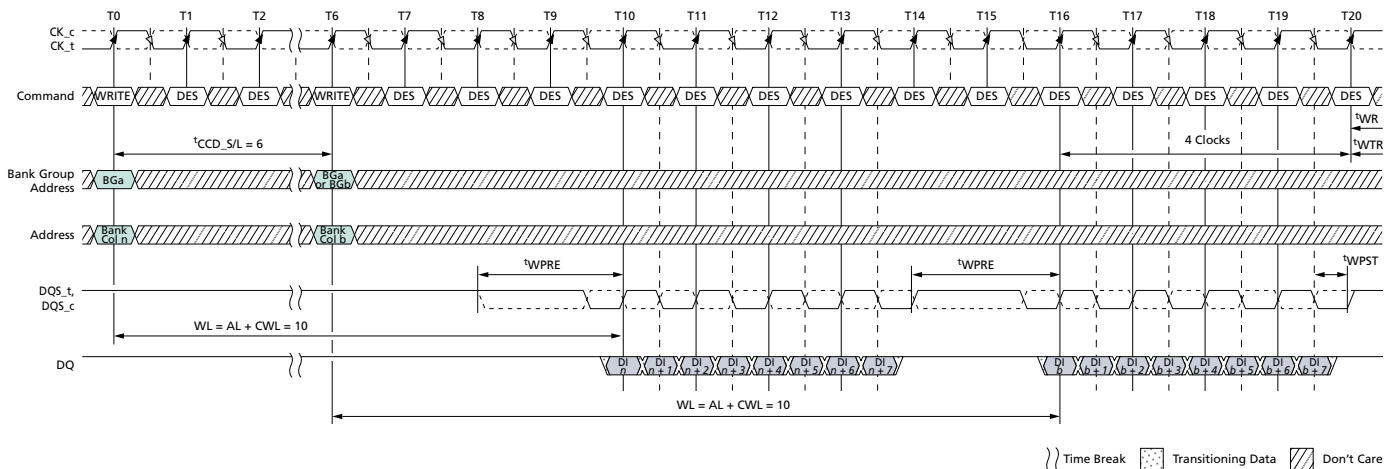 T0 T1 T2 T6 T7 T8 T9 T10 T11 T12 T13 T14 T15 T16 T17 T18 T19 T20
CK_c
CK_t
Command WRITE DES DES WRITE DES DES DES DES DES DES DES DES DES DES DES DES DES DES
tWR
tCCD_S/L = 6
4 Clocks
tWTR
Bank Group
Address
BGa
BGa
or BGb
Address
Bank
Col n
Bank
Col b
tWPRE
tWPRE
tWPST
DQS_t,
DQS_c
WL = AL + CWL = 10
DQ
DI
n
DI
n + 1
DI
n + 2
DI
n + 3
DI
n + 4
DI
n + 5
DI
n + 6
DI
n + 7
DI
b
DI
b + 1
DI
b + 2
DI
b + 3
DI
b + 4
DI
b + 5
DI
b + 6
DI
b + 7
WL = AL + CWL = 10
Time Break
Transitioning Data
Don't Care